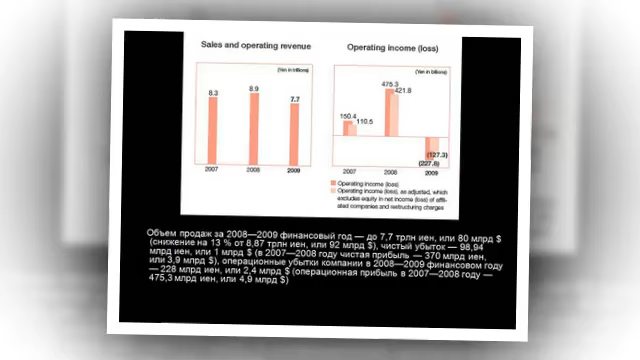 Sales and operating revenue
(Yen in trillions)
8.3
8.9
7.7
2007 2008 2009
Operating income (loss)
(Yen in billions)
475.3
421.8
150.4
110.5
(127.3)
(227.8)
2007 2008 2009
Operating income (loss)
Operating income (loss), as adjusted, which
excludes equity in net income (loss) of affili-
ated companies and restructuring charges
Объем продаж за 2008—2009 финансовый год — до 7,7 трлн иен, или 80 млрд $
(снижение на 13 % от 8,87 трлн иен, или 92 млрд $), чистый убыток — 98,94
млрд иен, или 1 млрд $ (в 2007—2008 году чистая прибыль — 370 млрд иен,
или 3,9 млрд $), операционные убытки компании в 2008—2009 финансовом году
— 228 млрд иен, или 2,4 млрд $ (операционная прибыль в 2007—2008 году —
475,3 млрд иен, или 4,9 млрд $)